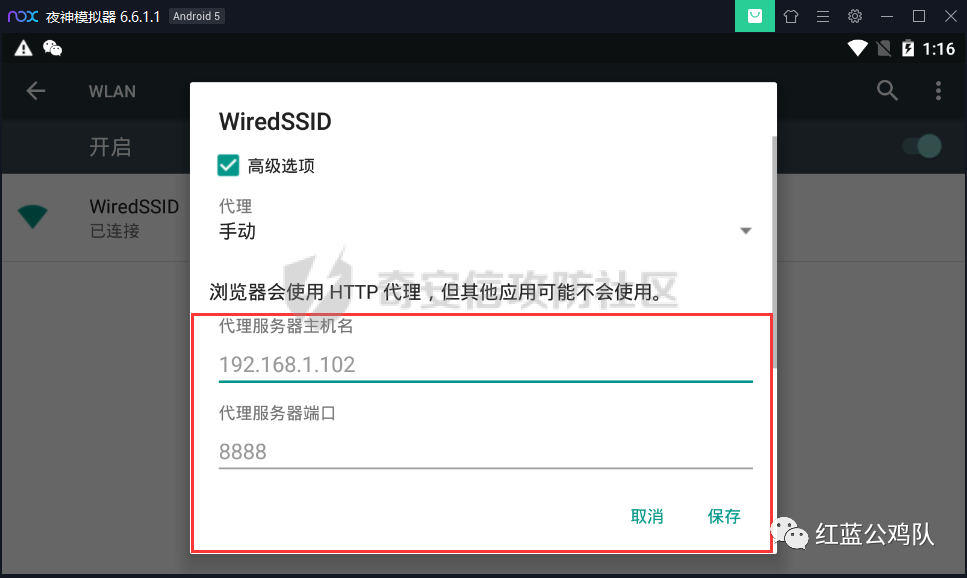 nox 夜神模拟器 6.6.1.1 Android 5
1:16
WLAN
开启
WiredSSID
已连接
WiredSSID
高级选项
代理
手动
奇安信攻防社区
浏览器会使用 HTTP 代理，但其他应用可能不会使用。
代理服务器主机名
192.168.1.102
代理服务器端口
8888
取消 保存
红蓝公鸡队